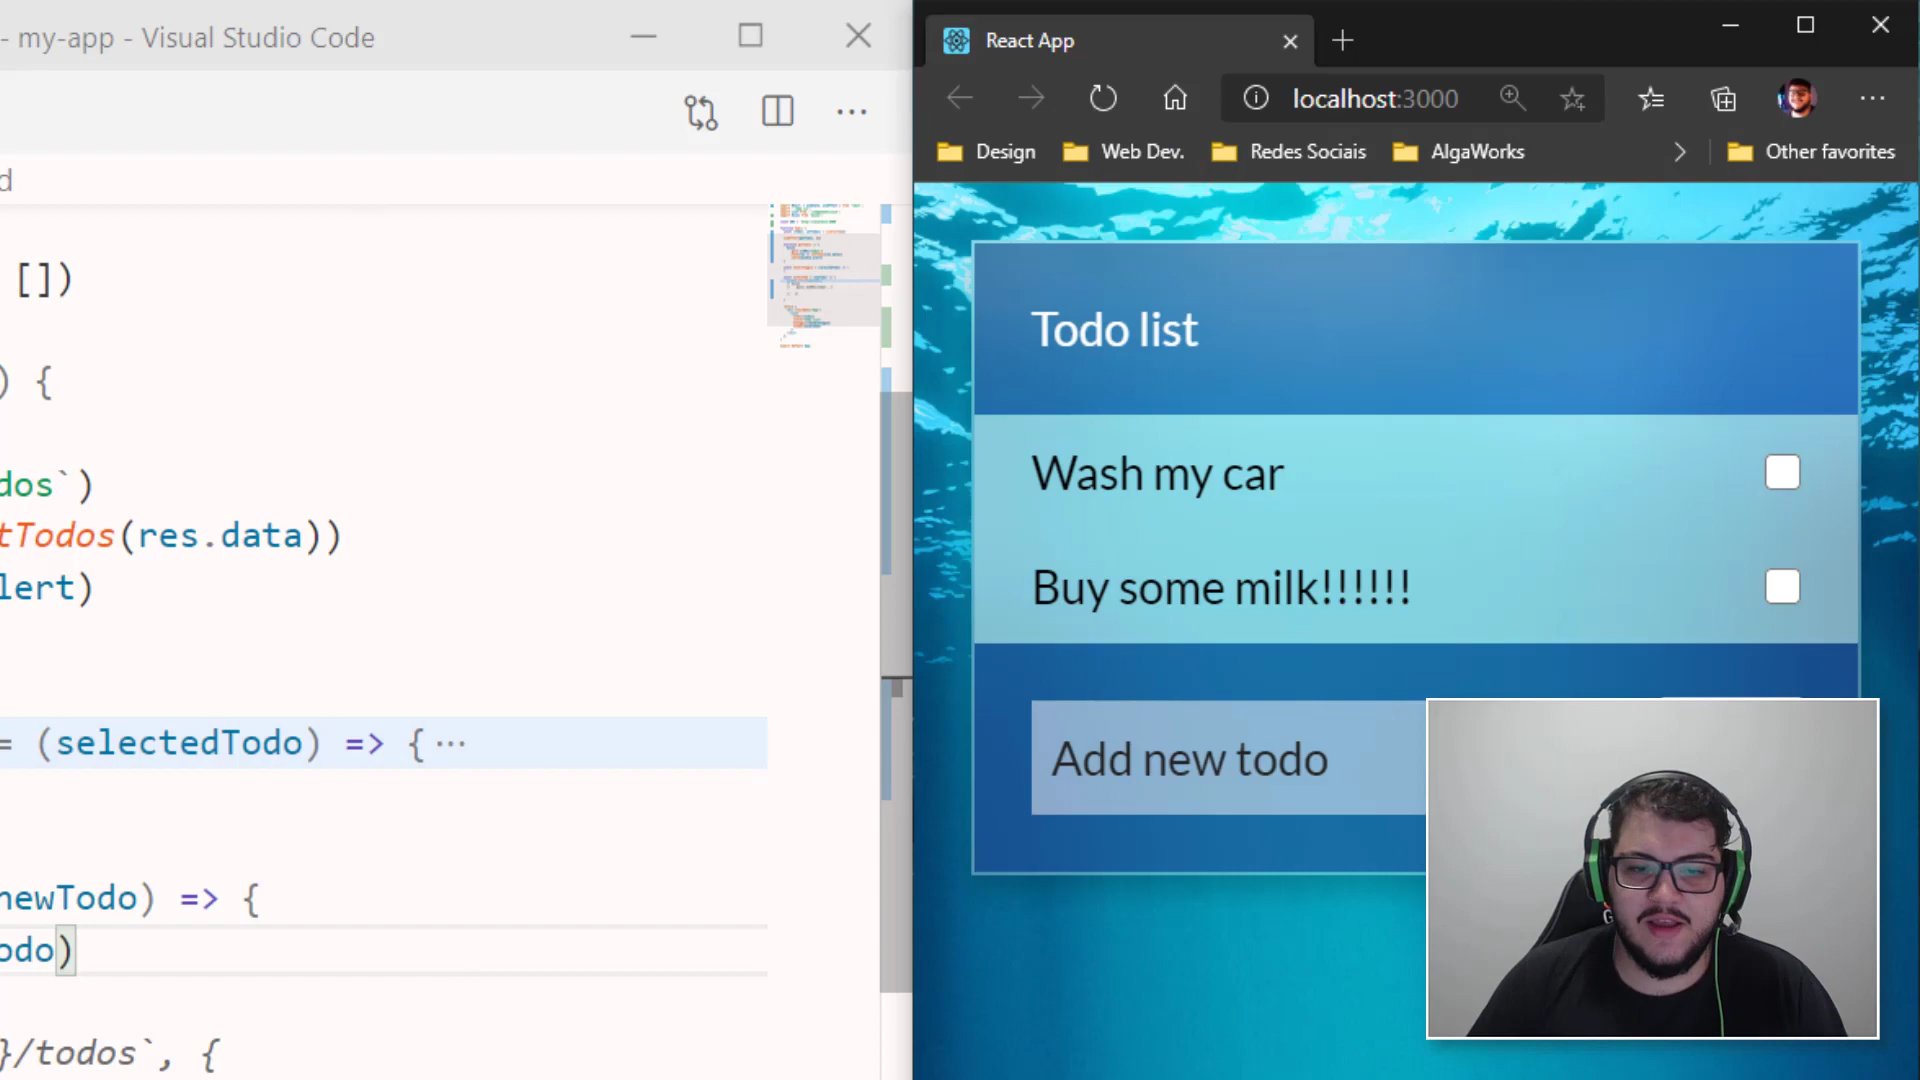 - my-app - Visual Studio Code
d
[])
) {
dos`)
tTodos(res.data))
lert)
= (selectedTodo) => {···
newTodo) => {
odo)
}/todos`, {
React App
localhost:3000
Design
Web Dev.
Redes Sociais
AlgaWorks
Other favorites
Todo list
Wash my car
Buy some milk!!!!!!
Add new todo